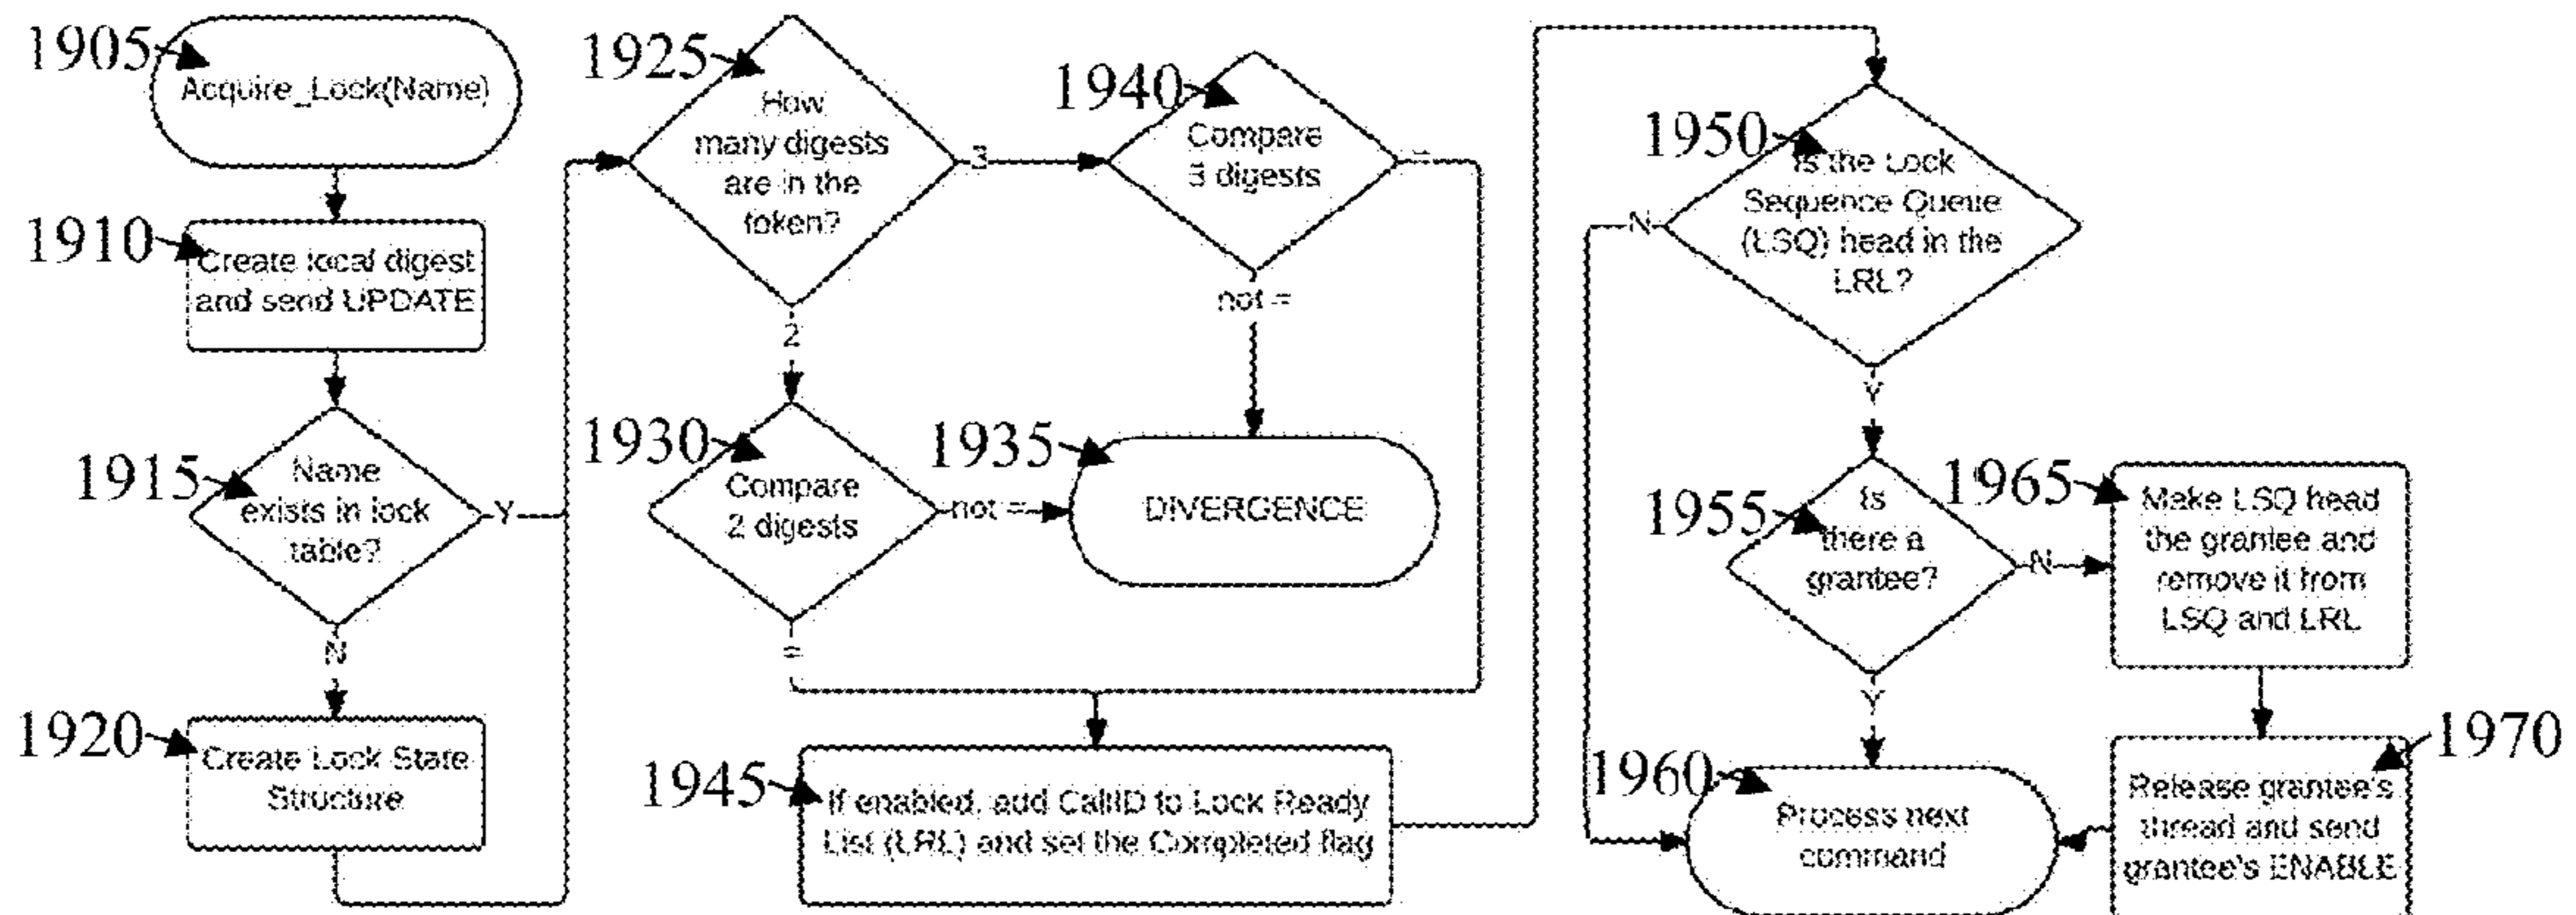 1905
Acquire_Lock(Name)
1910
Create local digest
and send UPDATE
1915
Name
exists in lock
table?
Y
N
1920
Create Lock State
Structure
1925
How
many digests
are in the
token?
3
2
1930
Compare
2 digests
not =
=
1935
DIVERGENCE
1940
Compare
3 digests
=
not =
1945
If enabled, add CallID to Lock Ready
List (LRL) and set the Completed flag
1950
Is the Lock
Sequence Queue
(LSQ) head in the
LRL?
N
Y
1955
Is
there a
grantee?
N
Y
1960
Process next
command
1965
Make LSQ head
the grantee and
remove it from
LSQ and LRL
1970
Release grantee's
thread and send
grantee's ENABLE